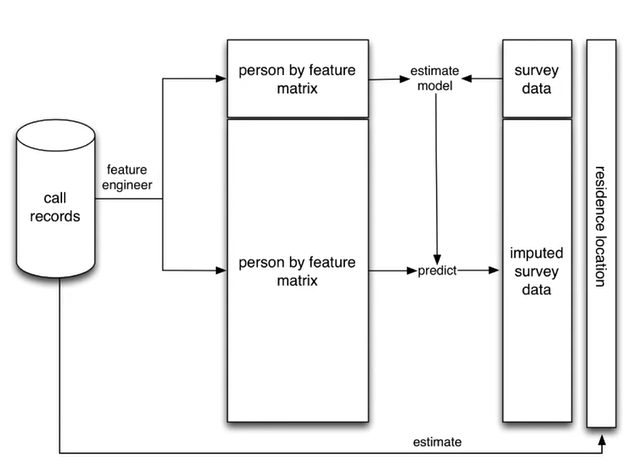 person by feature
matrix
estimate
model
survey
data
feature
engineer
call
records
person by feature
matrix
predict
imputed
survey
data
residence location
estimate